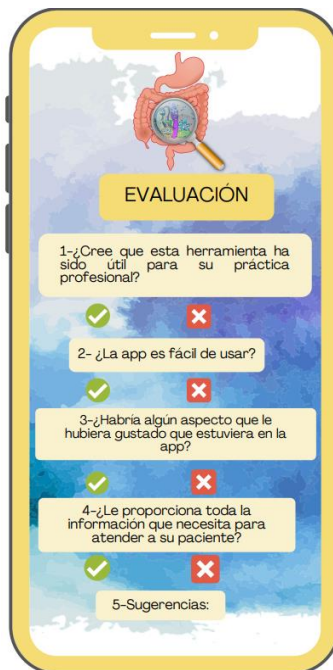 EVALUACIÓN
1-¿Cree que esta herramienta ha
sido útil para su práctica
profesional?
2- ¿La app es fácil de usar?
3-¿Habría algún aspecto que le
hubiera gustado que estuviera en la
app?
4-¿Le proporciona toda la
información que necesita para
atender a su paciente?
5-Sugerencias: